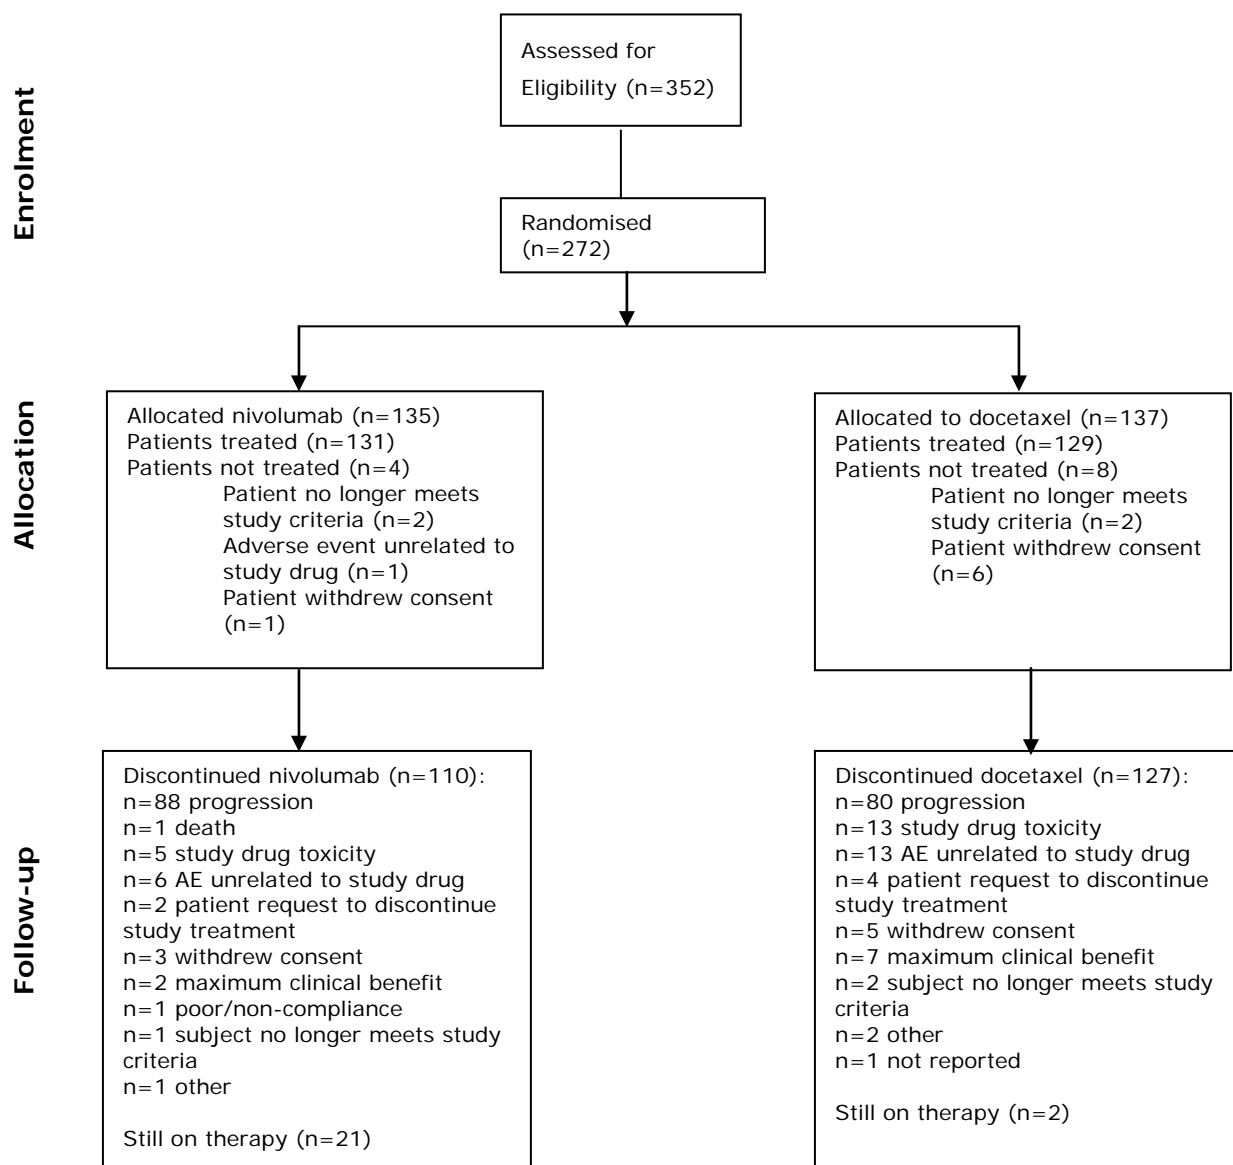 Enrolment
Assessed for
Eligibility (n=352)
Randomised
(n=272)
Allocation
Allocated nivolumab (n=135)
Patients treated (n=131)
Patients not treated (n=4)
Patient no longer meets
study criteria (n=2)
Adverse event unrelated to
study drug (n=1)
Patient withdrew consent
(n=1)
Allocated to docetaxel (n=137)
Patients treated (n=129)
Patients not treated (n=8)
Patient no longer meets
study criteria (n=2)
Patient withdrew consent
(n=6)
Follow-up
Discontinued nivolumab (n=110):
n=88 progression
n=1 death
n=5 study drug toxicity
n=6 AE unrelated to study drug
n=2 patient request to discontinue
study treatment
n=3 withdrew consent
n=2 maximum clinical benefit
n=1 poor/non-compliance
n=1 subject no longer meets study
criteria
n=1 other
Still on therapy (n=21)
Discontinued docetaxel (n=127):
n=80 progression
n=13 study drug toxicity
n=13 AE unrelated to study drug
n=4 patient request to discontinue
study treatment
n=5 withdrew consent
n=7 maximum clinical benefit
n=2 subject no longer meets study
criteria
n=2 other
n=1 not reported
Still on therapy (n=2)